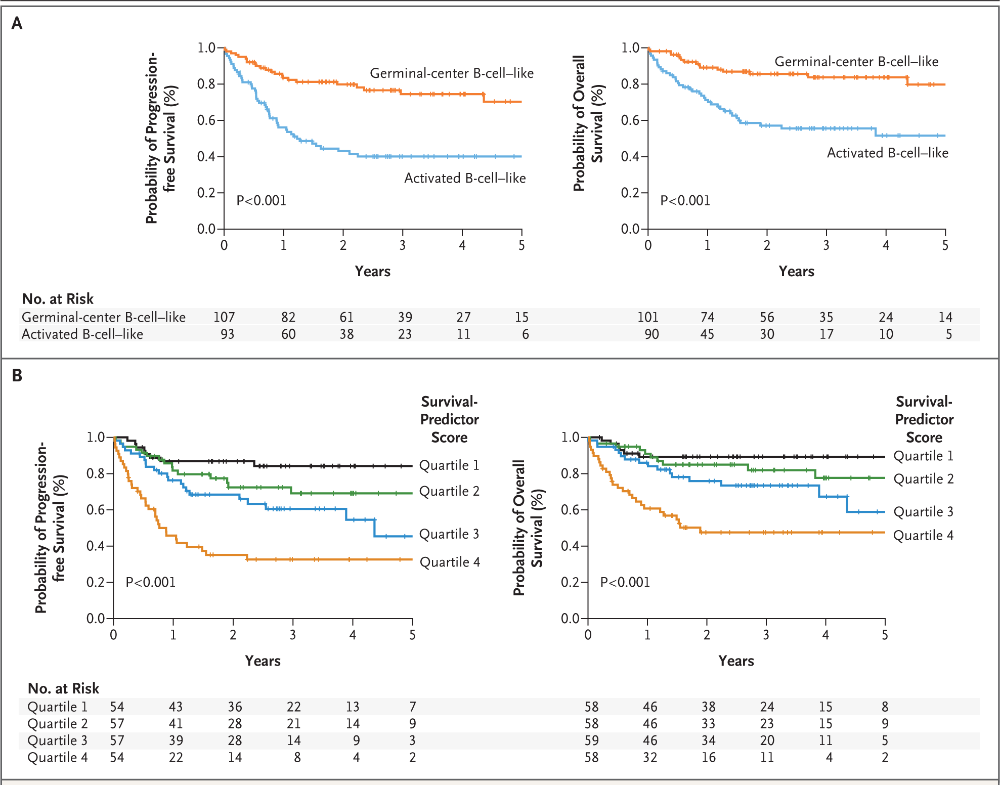 A
Probability of Progression-
free Survival (%)
1.0
0.8
0.6
0.4
0.2
0.0
Germinal-center B-cell–like
Activated B-cell–like
P<0.001
0 1 2 3 4 5
Years
Probability of Overall
Survival (%)
1.0
0.8
0.6
0.4
0.2
0.0
Germinal-center B-cell–like
Activated B-cell–like
P<0.001
0 1 2 3 4 5
Years
No. at Risk
Germinal-center B-cell–like 107 82 61 39 27 15 101 74 56 35 24 14
Activated B-cell–like 93 60 38 23 11 6 90 45 30 17 10 5
B
Probability of Progression-
free Survival (%)
1.0
0.8
0.6
0.4
0.2
0.0
Survival-
Predictor
Score
Quartile 1
Quartile 2
Quartile 3
Quartile 4
P<0.001
0 1 2 3 4 5
Years
Probability of Overall
Survival (%)
1.0
0.8
0.6
0.4
0.2
0.0
Survival-
Predictor
Score
Quartile 1
Quartile 2
Quartile 3
Quartile 4
P<0.001
0 1 2 3 4 5
Years
No. at Risk
Quartile 1 54 43 36 22 13 7 58 46 38 24 15 8
Quartile 2 57 41 28 21 14 9 58 46 33 23 15 9
Quartile 3 57 39 28 14 9 3 59 46 34 20 11 5
Quartile 4 54 22 14 8 4 2 58 32 16 11 4 2